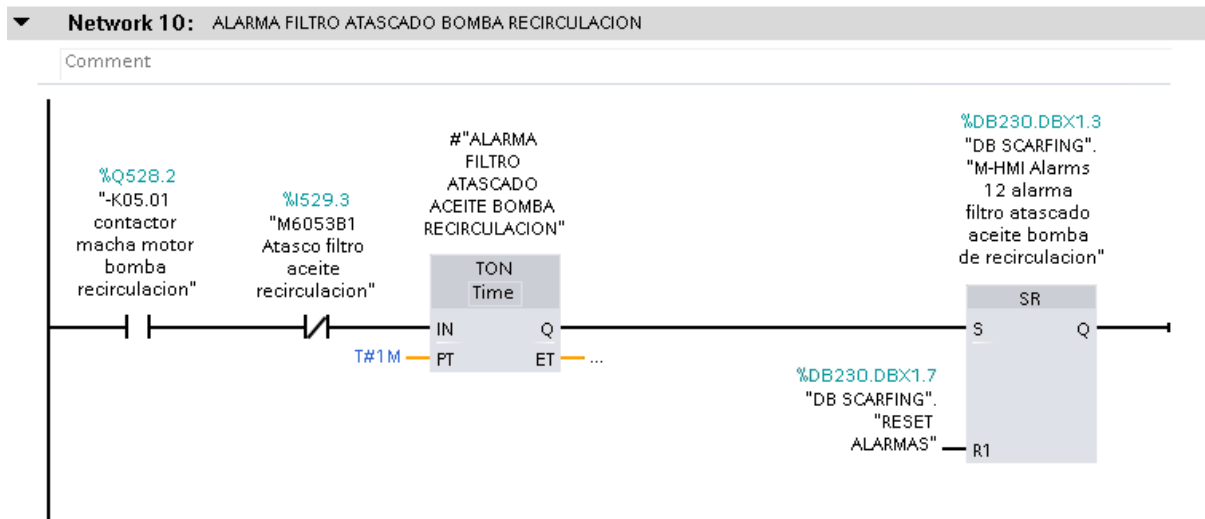 Network 10: ALARMA FILTRO ATASCADO BOMBA RECIRCULACION
Comment
%Q528.2
"-K05.01
contactor
macha motor
bomba
recirculacion"
%I529.3
"M6053B1
Atasco filtro
aceite
recirculacion"
#"ALARMA
FILTRO
ATASCADO
ACEITE BOMBA
RECIRCULACION"
TON
Time
IN
Q
T#1M
PT
ET
...
%DB230.DBX1.3
"DB SCARFING".
"M-HMI Alarms
12 alarma
filtro atascado
aceite bomba
de recirculacion"
SR
S
Q
%DB230.DBX1.7
"DB SCARFING".
"RESET
ALARMAS"
R1